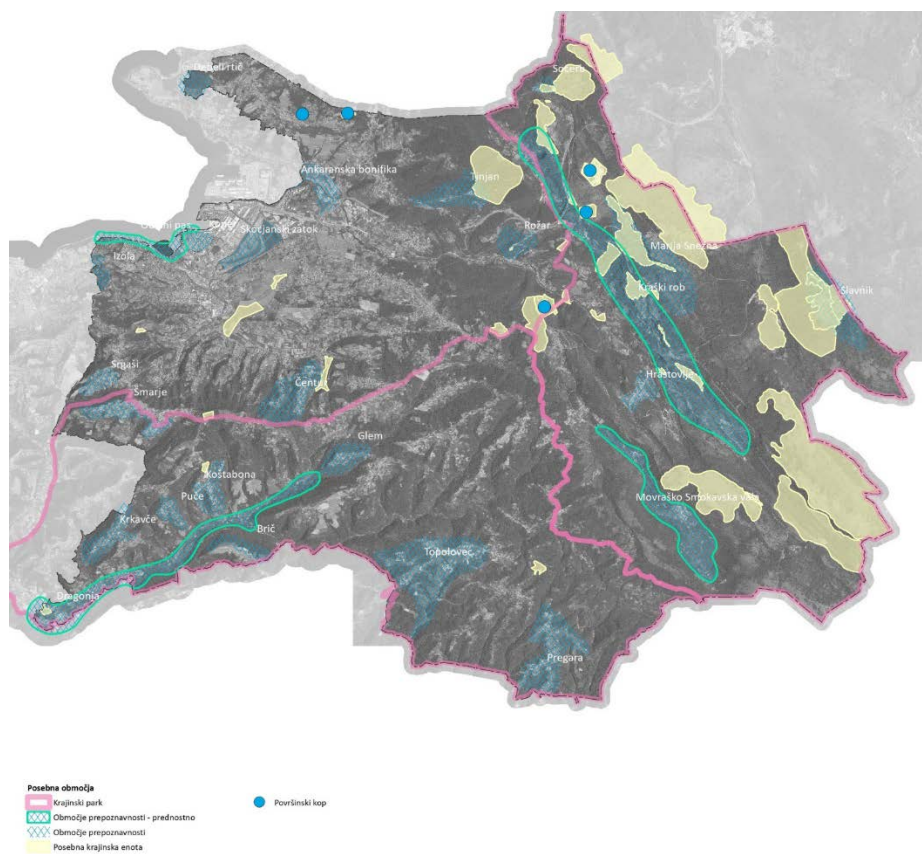 Debeli rtič
Socerb
Ankaranska bonifika
Tinjan
Škocjanski zatok
Rožar
Izola
Marija Snežna
Kraški rob
Slavnik
Srgaši
Šmarje
Centur
Hrastovlje
Glem
Koštabona
Puče
Krkavče
Brič
Movraško Smokavska vala
Topolovec
Dragonja
Pregara
Posebna območja
Krajinski park
Območje prepoznavnosti - prednostno
Območje prepoznavnosti
Posebna krajinska enota
Površinski kop